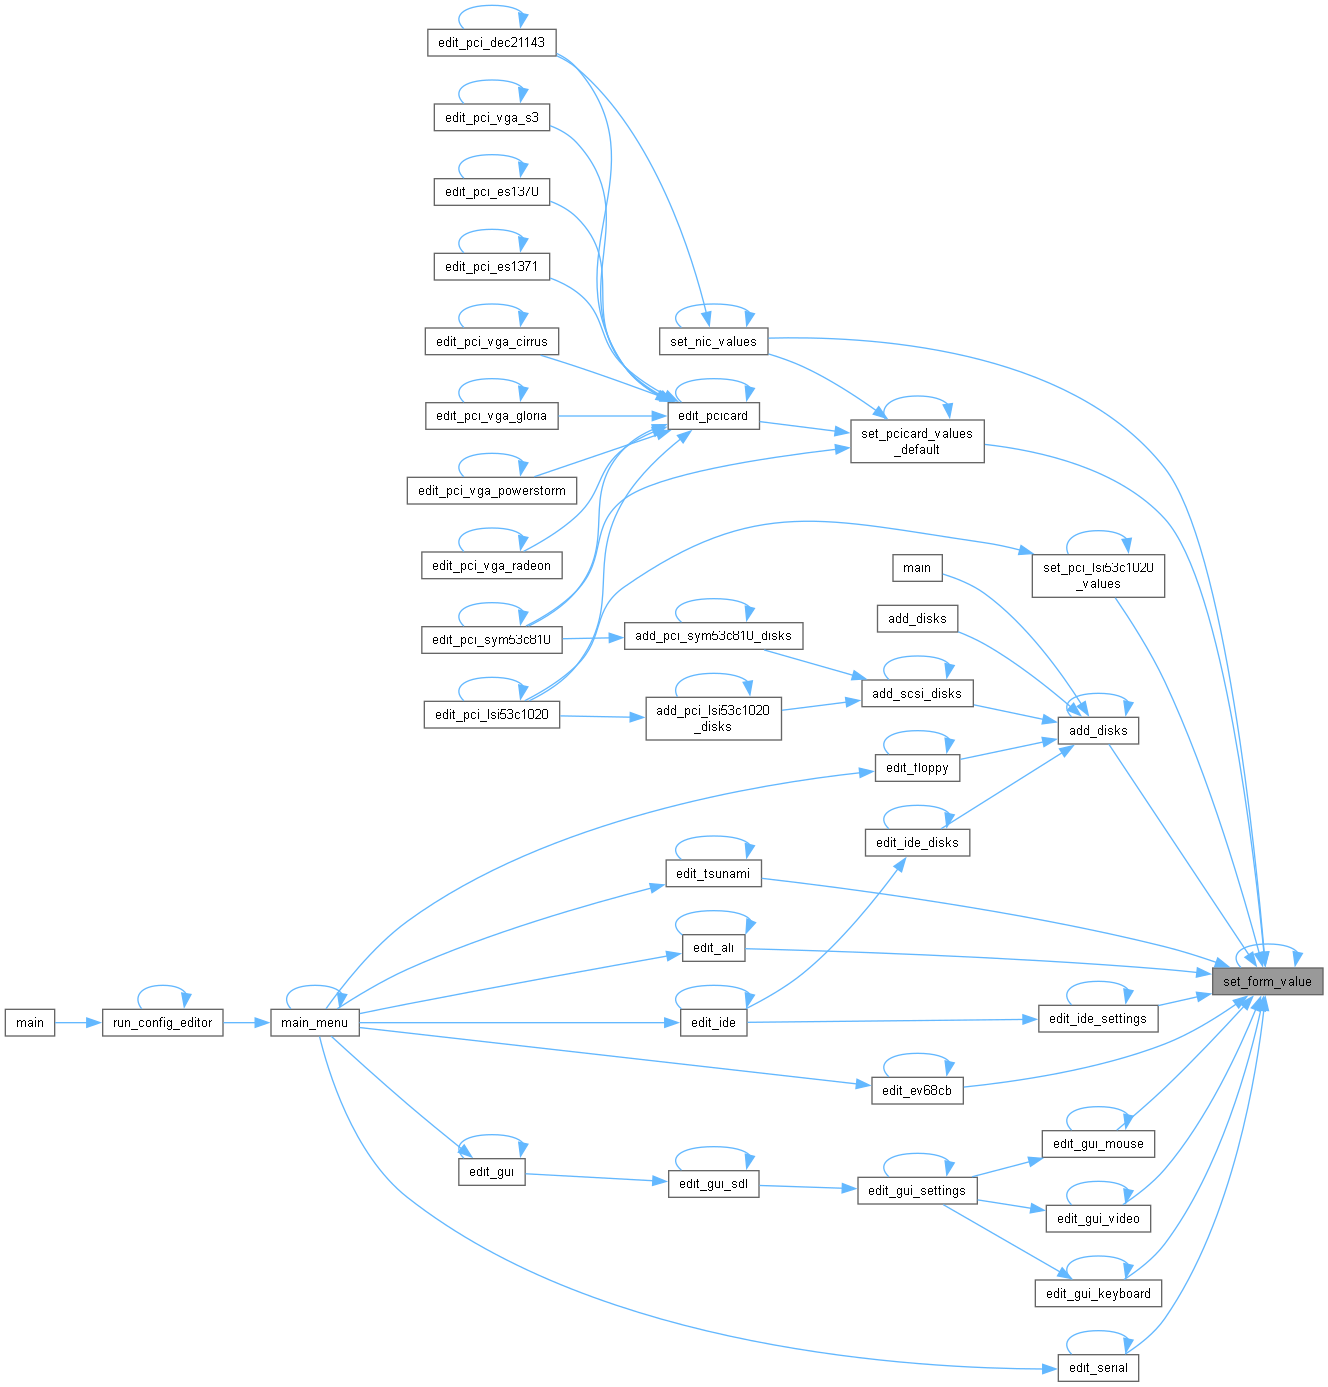 edit_pci_dec21143
edit_pci_vga_s3
edit_pci_es1370
edit_pci_es1371
edit_pci_vga_cirrus
set_nic_values
edit_pci_vga_gloria
edit_pcicard
set_pcicard_values
_default
edit_pci_vga_powerstorm
edit_pci_vga_radeon
main
set_pci_lsi53c1020
_values
add_disks
edit_pci_sym53c810
add_pci_sym53c810_disks
add_scsi_disks
edit_pci_lsi53c1020
add_pci_lsi53c1020
_disks
add_disks
edit_floppy
edit_ide_disks
edit_tsunami
edit_ali
set_form_value
main
run_config_editor
main_menu
edit_ide
edit_ide_settings
edit_ev68cb
edit_gui_mouse
edit_gui
edit_gui_sdl
edit_gui_settings
edit_gui_video
edit_gui_keyboard
edit_serial